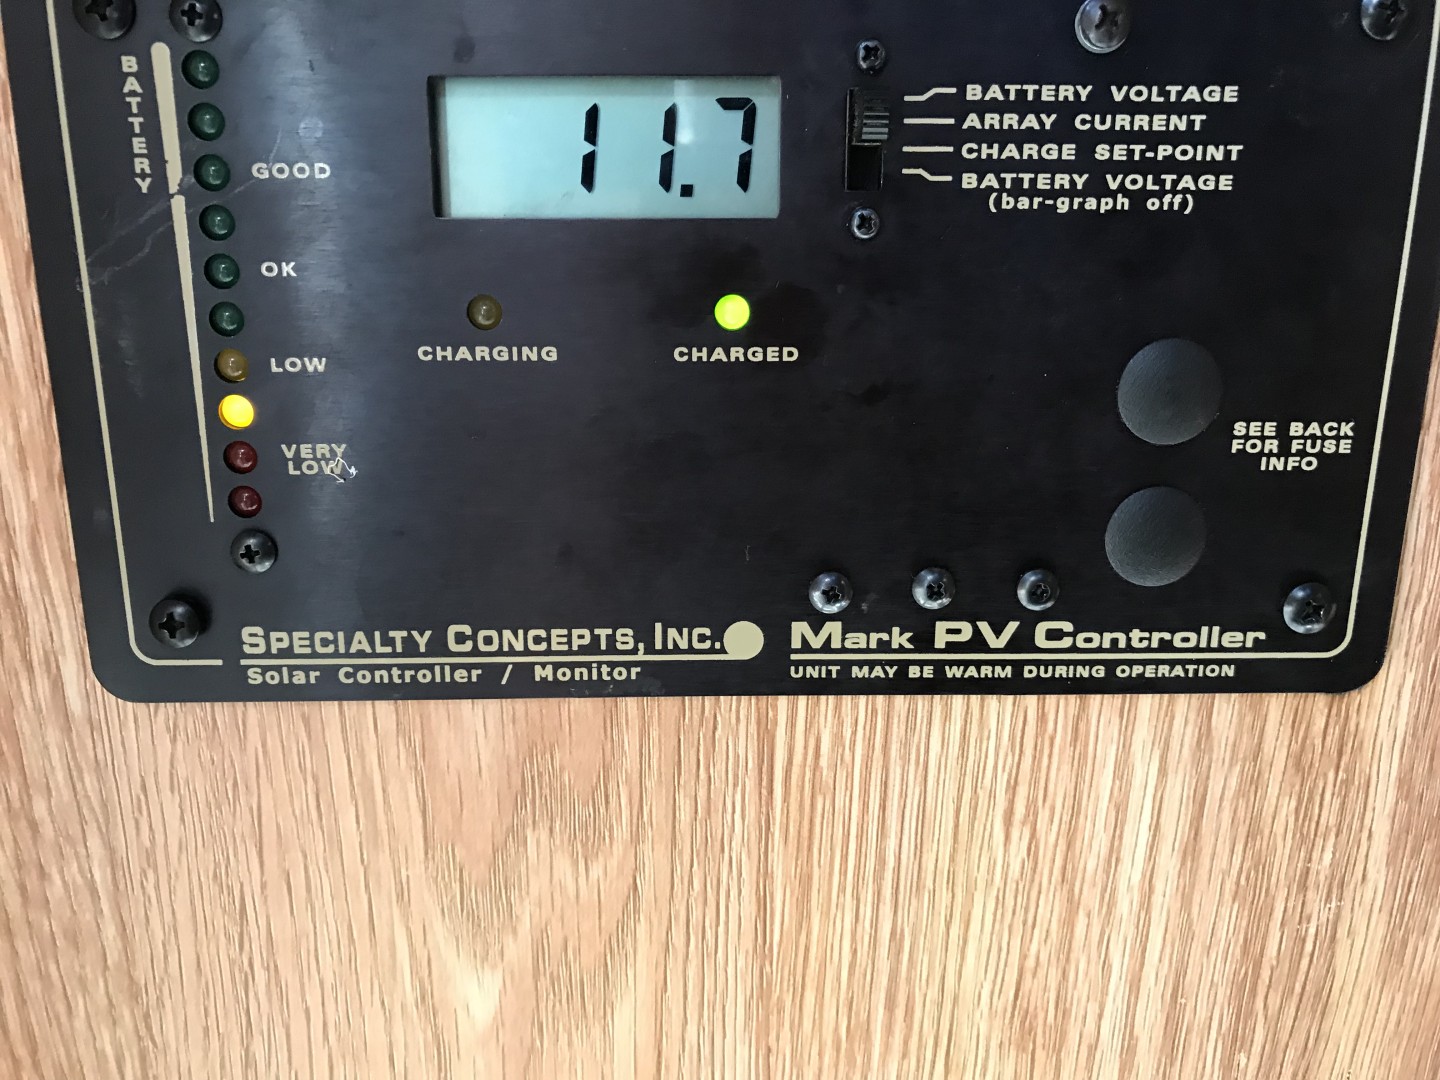 BATTERY
GOOD
OK
LOW
VERY
LOW
11.7
CHARGING
CHARGED
BATTERY VOLTAGE
ARRAY CURRENT
CHARGE SET-POINT
BATTERY VOLTAGE
(bar-graph off)
SEE BACK
FOR FUSE
INFO
SPECIALTY CONCEPTS, INC.
Solar Controller / Monitor
Mark PV Controller
UNIT MAY BE WARM DURING OPERATION